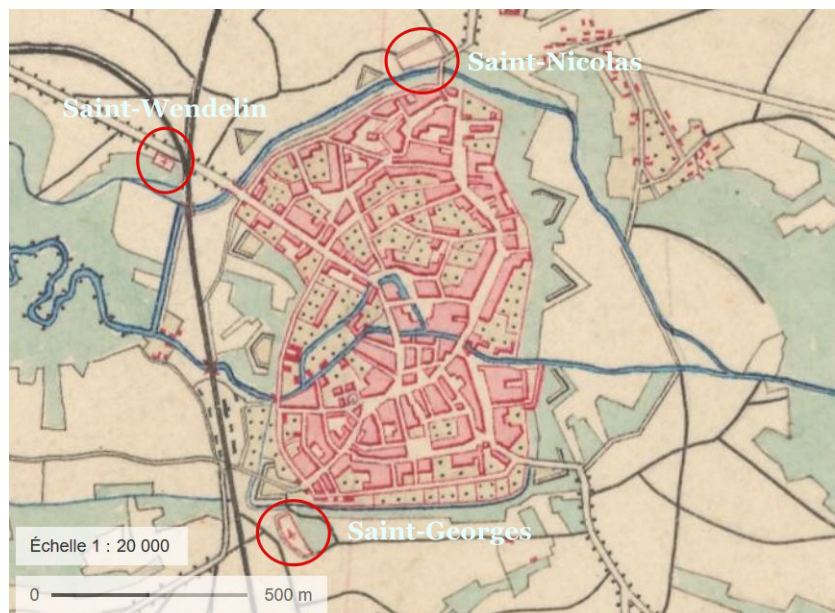 Saint-Nicolas
Saint-Wendelin
Saint-Georges
Échelle 1 : 20 000
0 500 m